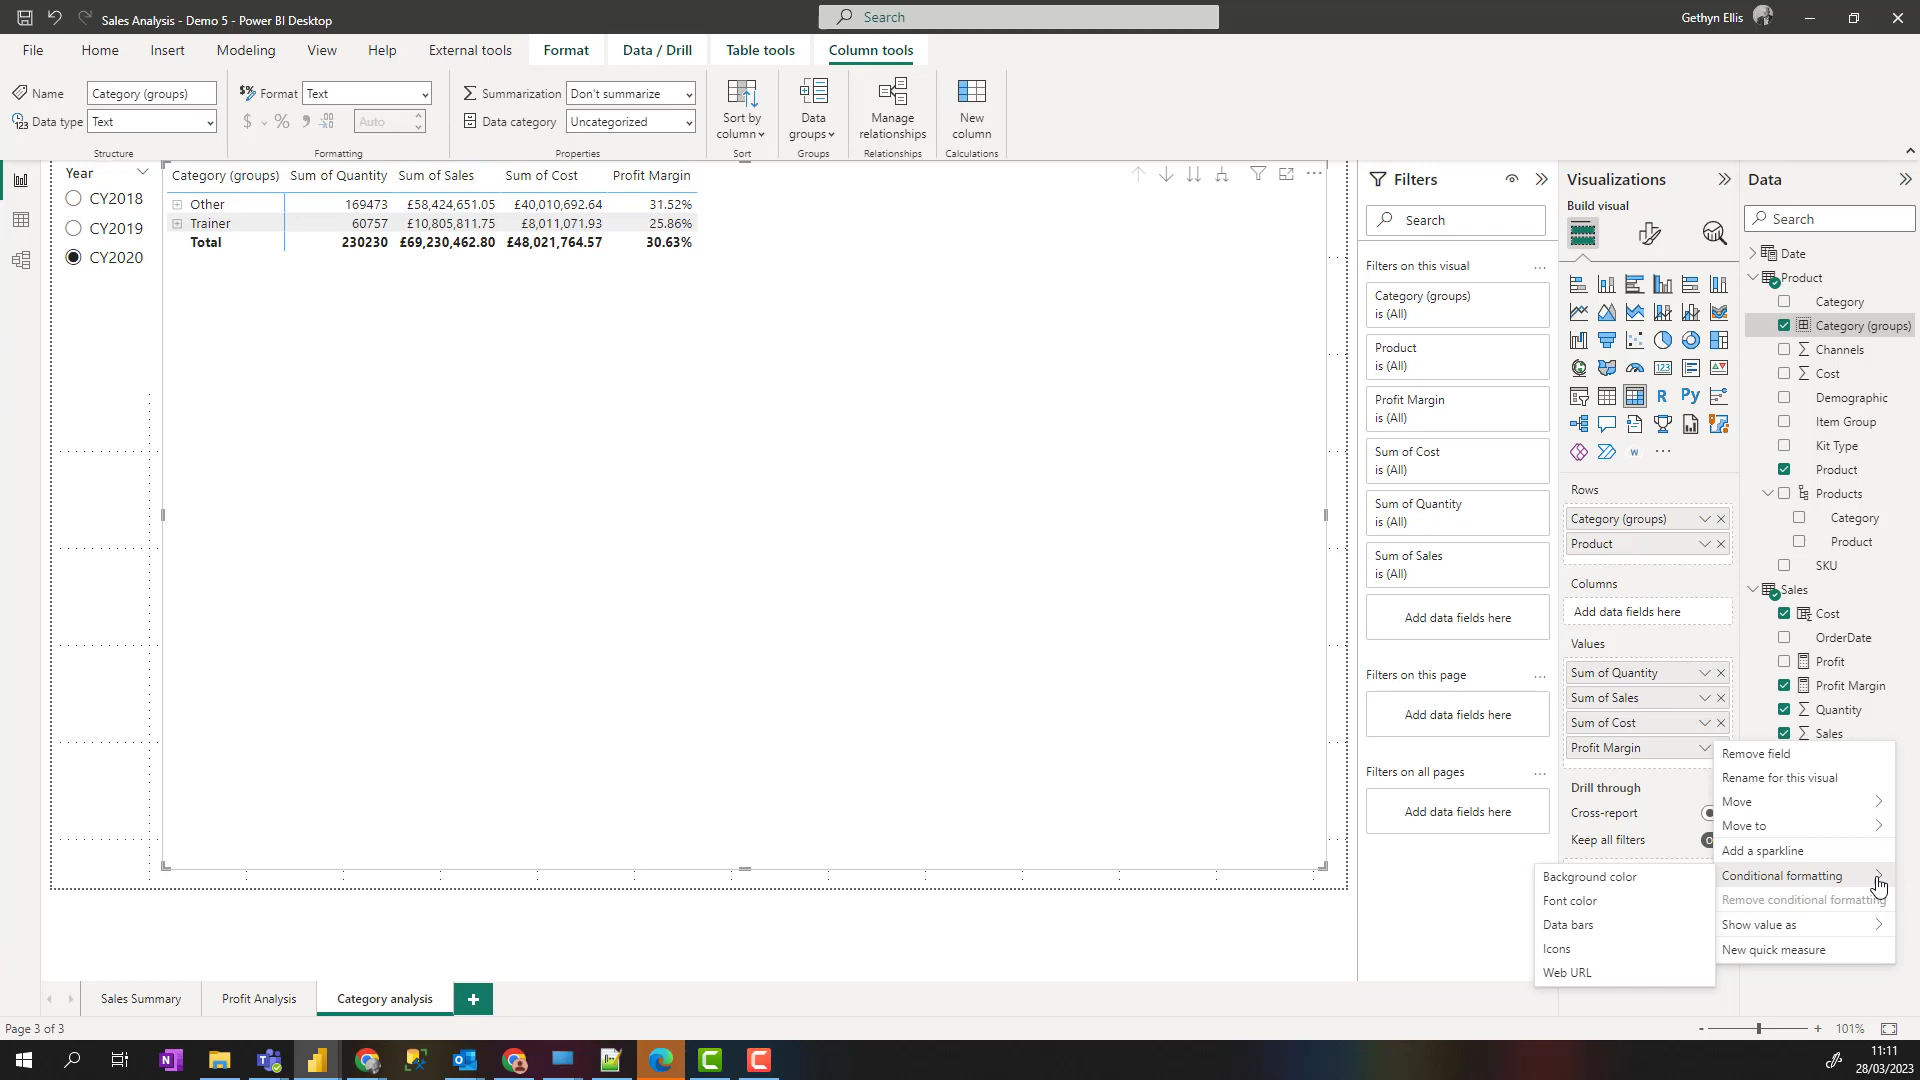 Sales Analysis - Demo 5 - Power BI Desktop
Search
Gethyn Ellis
File Home Insert Modeling View Help External tools Format Data / Drill Table tools Column tools
Name Category (groups)
Data type Text
Structure
Format Text
$ % Auto
Formatting
Summarization Don't summarize
Data category Uncategorized
Properties
Sort by column
Sort
Data groups
Groups
Manage relationships
Relationships
New column
Calculations
Year
CY2018
CY2019
CY2020
Category (groups) Sum of Quantity Sum of Sales Sum of Cost Profit Margin
Other 169473 £58,424,651.05 £40,010,692.64 31.52%
Trainer 60757 £10,805,811.75 £8,011,071.93 25.86%
Total 230230 £69,230,462.80 £48,021,764.57 30.63%
Filters
Search
Filters on this visual
Category (groups)
is (All)
Product
is (All)
Profit Margin
is (All)
Sum of Cost
is (All)
Sum of Quantity
is (All)
Sum of Sales
is (All)
Add data fields here
Filters on this page
Add data fields here
Filters on all pages
Add data fields here
Visualizations
Build visual
123
R
Py
Rows
Category (groups)
Product
Columns
Add data fields here
Values
Sum of Quantity
Sum of Sales
Sum of Cost
Profit Margin
Drill through
Cross-report
Keep all filters
Data
Search
Date
Product
Category
Category (groups)
Channels
Cost
Demographic
Item Group
Kit Type
Product
Products
Category
Product
SKU
Sales
Cost
OrderDate
Profit
Profit Margin
Quantity
Sales
Remove field
Rename for this visual
Move
Move to
Add a sparkline
Conditional formatting
Remove conditional formatting
Show value as
New quick measure
Background color
Font color
Data bars
Icons
Web URL
Sales Summary Profit Analysis Category analysis +
Page 3 of 3
- + 101%
11:11
28/03/2023